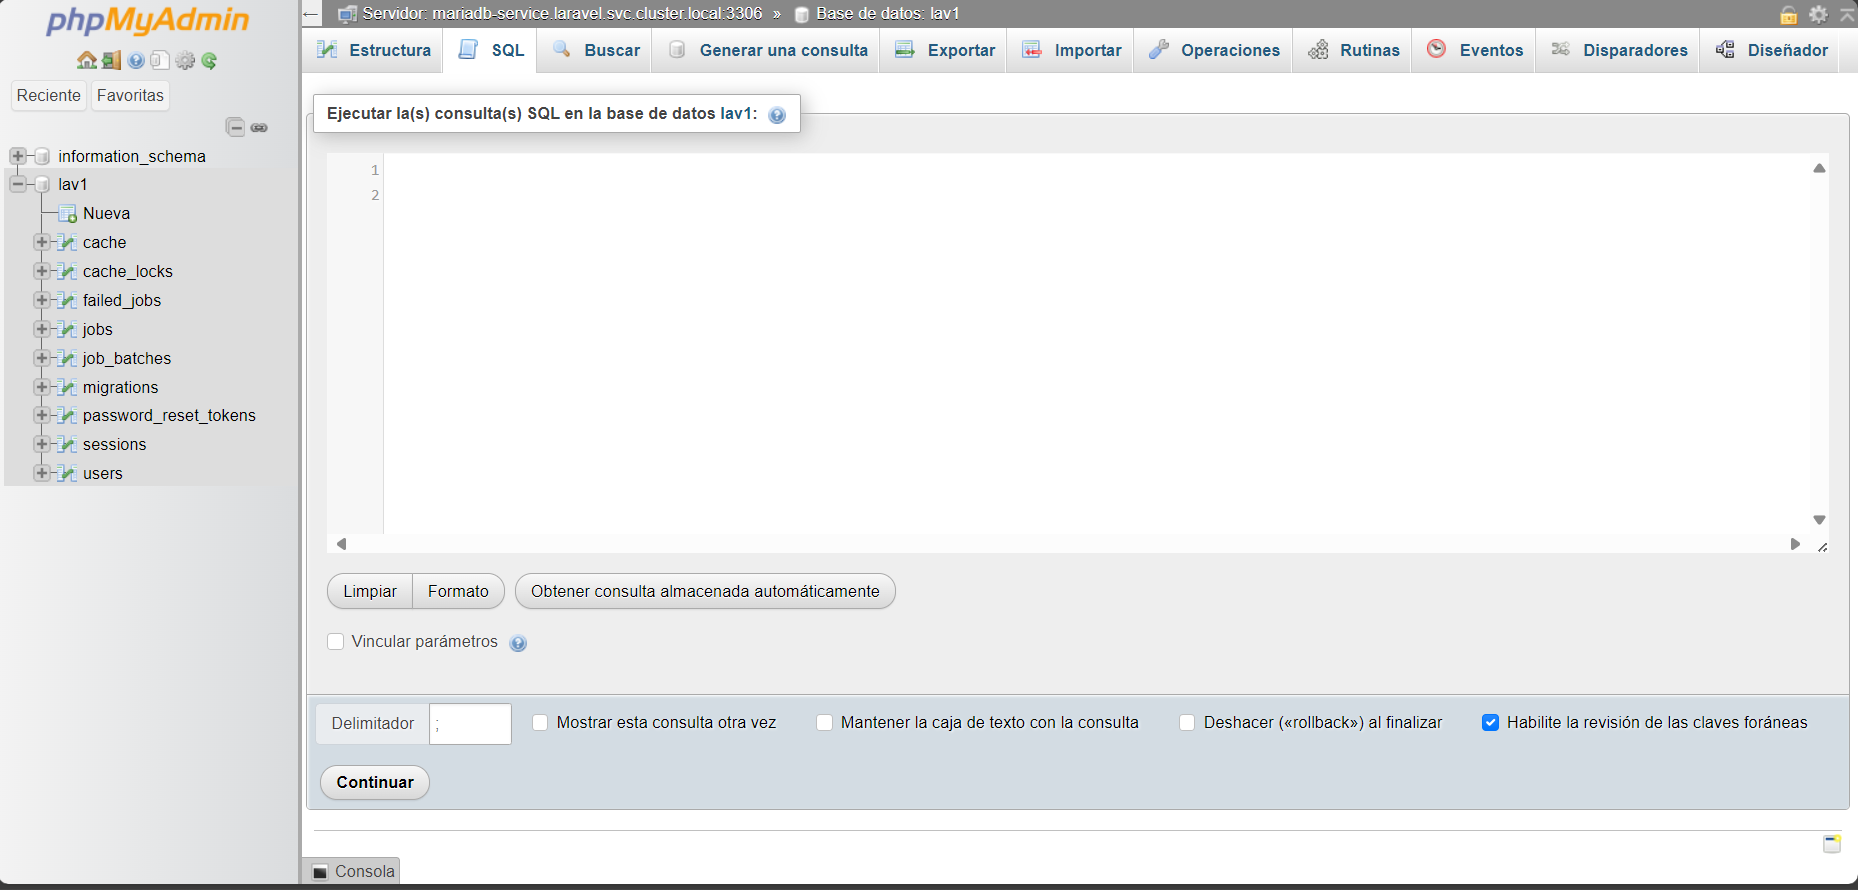 phpMyAdmin
Reciente Favoritas
information_schema
lav1
Nueva
cache
cache_locks
failed_jobs
jobs
job_batches
migrations
password_reset_tokens
sessions
users
Servidor: mariadb-service.laravel.svc.cluster.local:3306 » Base de datos: lav1
Estructura SQL Buscar Generar una consulta Exportar Importar Operaciones Rutinas Eventos Disparadores Diseñador
Ejecutar la(s) consulta(s) SQL en la base de datos lav1:
1
2
Limpiar Formato Obtener consulta almacenada automáticamente
Vincular parámetros
Delimitador ; Mostrar esta consulta otra vez Mantener la caja de texto con la consulta Deshacer («rollback») al finalizar Habilite la revisión de las claves foráneas
Continuar
Consola